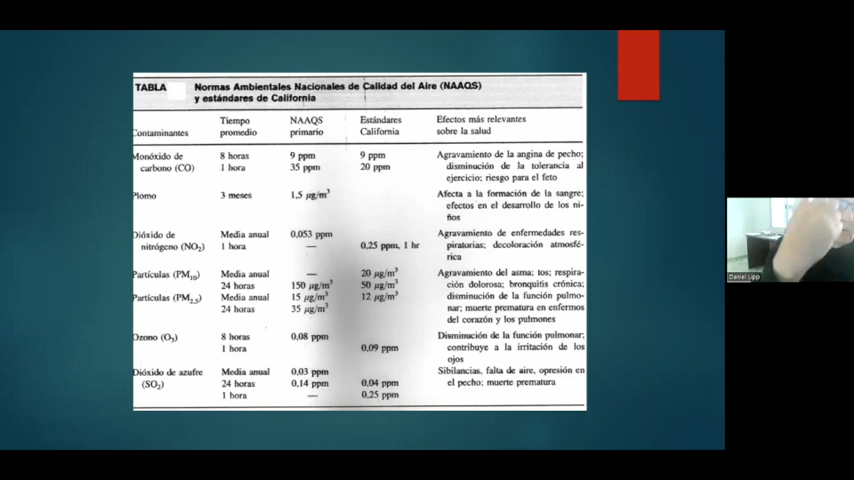 TABLA Normas Ambientales Nacionales de Calidad del Aire (NAAQS)
y estándares de California
Contaminantes Tiempo promedio NAAQS primario Estándares California Efectos más relevantes sobre la salud
Monóxido de 8 horas 9 ppm 9 ppm Agravamiento de la angina de pecho;
carbono (CO) 1 hora 35 ppm 20 ppm disminución de la tolerancia al
ejercicio; riesgo para el feto
Plomo 3 meses 1,5 µg/m³ Afecta a la formación de la sangre;
efectos en el desarrollo de los ni-
ños
Dióxido de Media anual 0,053 ppm Agravamiento de enfermedades res-
nitrógeno (NO₂) 1 hora — 0,25 ppm, 1 hr piratorias; decoloración atmosfé-
rica
Partículas (PM₁₀) Media anual — 20 µg/m³ Agravamiento del asma; tos; respira-
24 horas 150 µg/m³ 50 µg/m³ ción dolorosa; bronquitis crónica;
Partículas (PM₂,₅) Media anual 15 µg/m³ 12 µg/m³ disminución de la función pulmo-
24 horas 35 µg/m³ nar; muerte prematura en enfermos
del corazón y los pulmones
Ozono (O₃) 8 horas 0,08 ppm Disminución de la función pulmonar;
1 hora 0,09 ppm contribuye a la irritación de los
ojos
Dióxido de azufre Media anual 0,03 ppm Sibilancias, falta de aire, opresión en
(SO₂) 24 horas 0,14 ppm 0,04 ppm el pecho; muerte prematura
1 hora — 0,25 ppm
Daniel Lipp